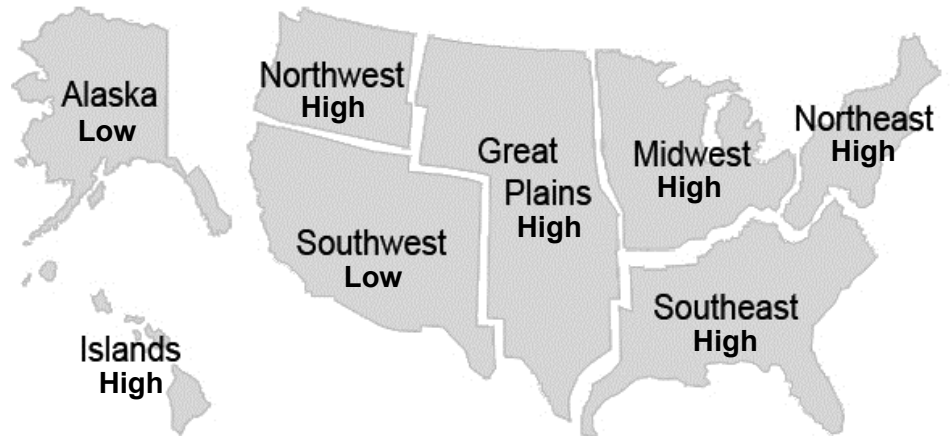 Alaska
Low
Northwest
High
Great
Plains
High
Midwest
High
Northeast
High
Southwest
Low
Southeast
High
Islands
High